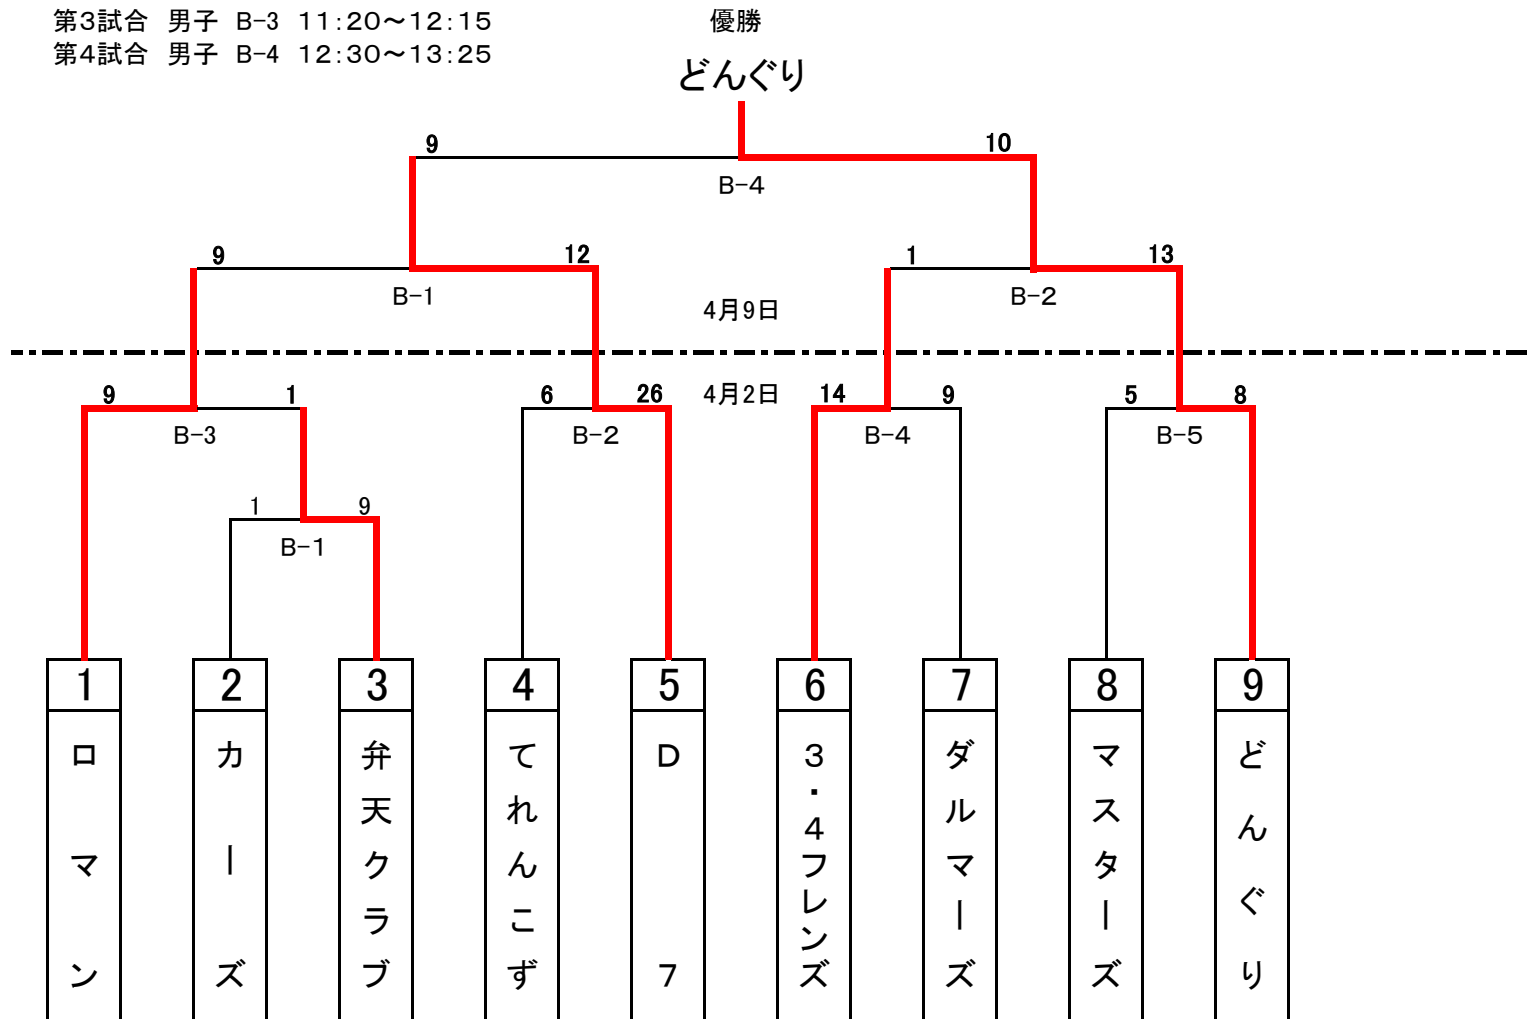 第3試合　男子　B-3　11:20～12:15
優勝
第4試合　男子　B-4　12:30～13:25
どんぐり
9
10
B-4
9
12
1
13
B-1
B-2
4月9日
4月2日
9
1
6
26
14
9
5
8
B-3
B-2
B-4
B-5
1
9
B-1
1
2
3
4
5
6
7
8
9
ロマン
カーズ
弁天クラブ
てれんこず
D7
3・4フレンズ
ダルマーズ
マスターズ
どんぐり